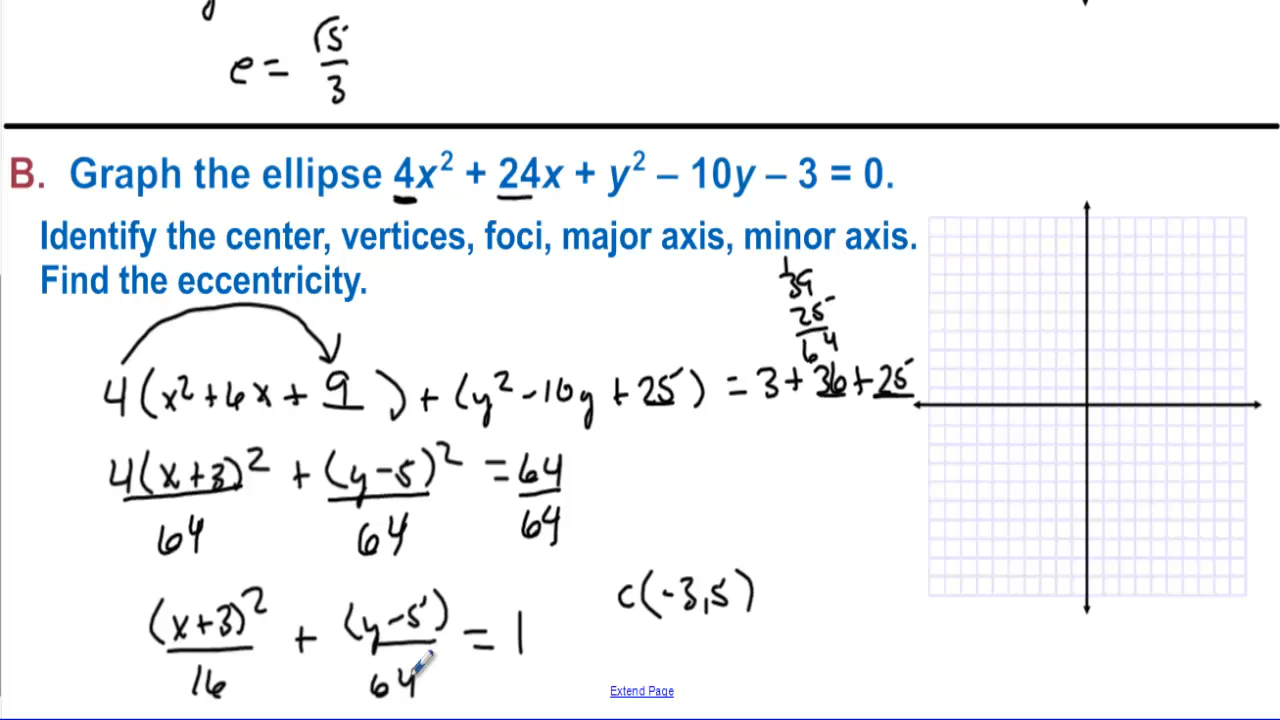 e = √5/3
B. Graph the ellipse 4x² + 24x + y² – 10y – 3 = 0.
Identify the center, vertices, foci, major axis, minor axis.
Find the eccentricity.
1
39
25
64
4(x²+6x+ 9 ) + (y²-10y+25) = 3+36+25
4(x+3)²/64 + (y-5)²/64 = 64/64
c(-3,5)
(x+3)²/16 + (y-5)/64 = 1
Extend Page